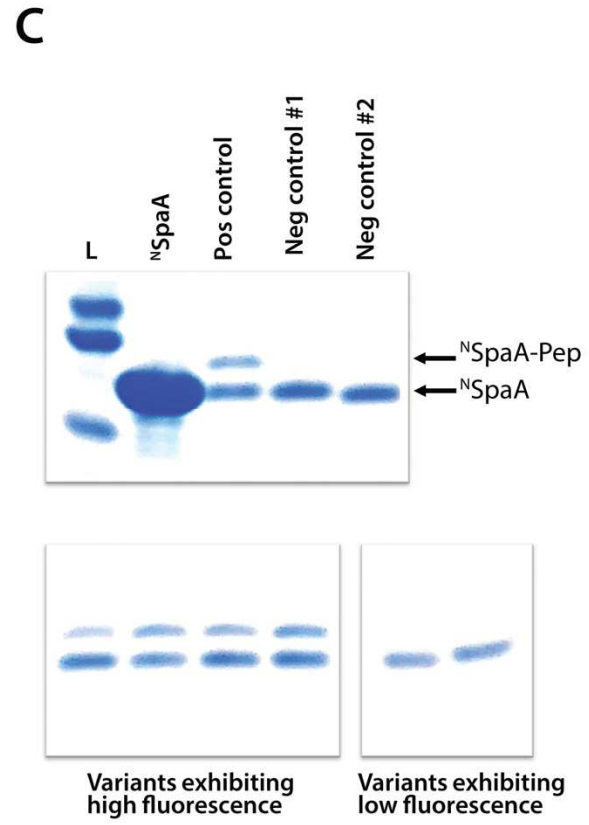 C
L
ᴺSpaA
Pos control
Neg control #1
Neg control #2
ᴺSpaA-Pep
ᴺSpaA
Variants exhibiting
high fluorescence
Variants exhibiting
low fluorescence